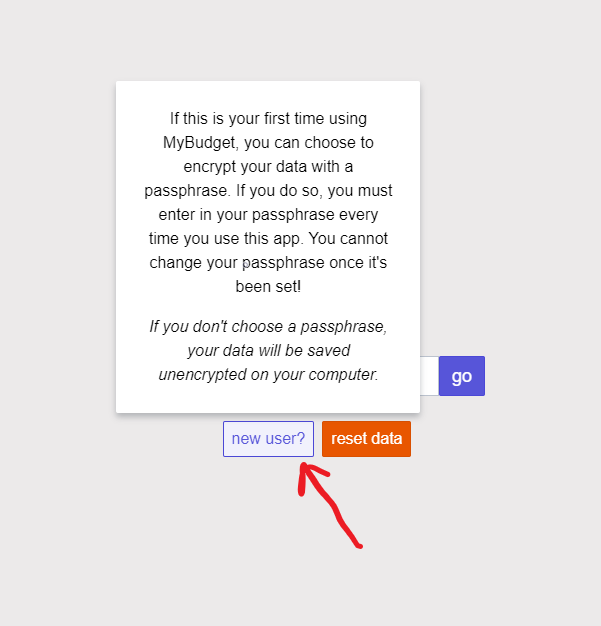 If this is your first time using
MyBudget, you can choose to
encrypt your data with a
passphrase. If you do so, you must
enter in your passphrase every
time you use this app. You cannot
change your passphrase once it's
been set!
If you don't choose a passphrase,
your data will be saved
unencrypted on your computer.
go
new user? reset data